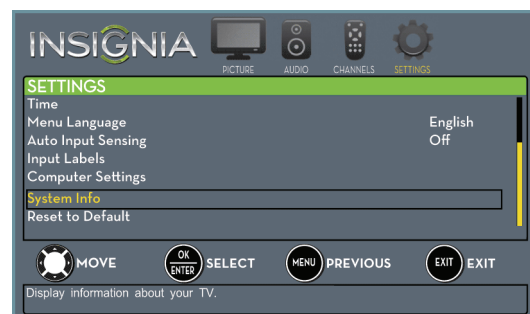 INSIGNIA
PICTURE AUDIO CHANNELS SETTINGS
SETTINGS
Time
Menu Language English
Auto Input Sensing Off
Input Labels
Computer Settings
System Info
Reset to Default
MOVE OK ENTER SELECT MENU PREVIOUS EXIT EXIT
Display information about your TV.